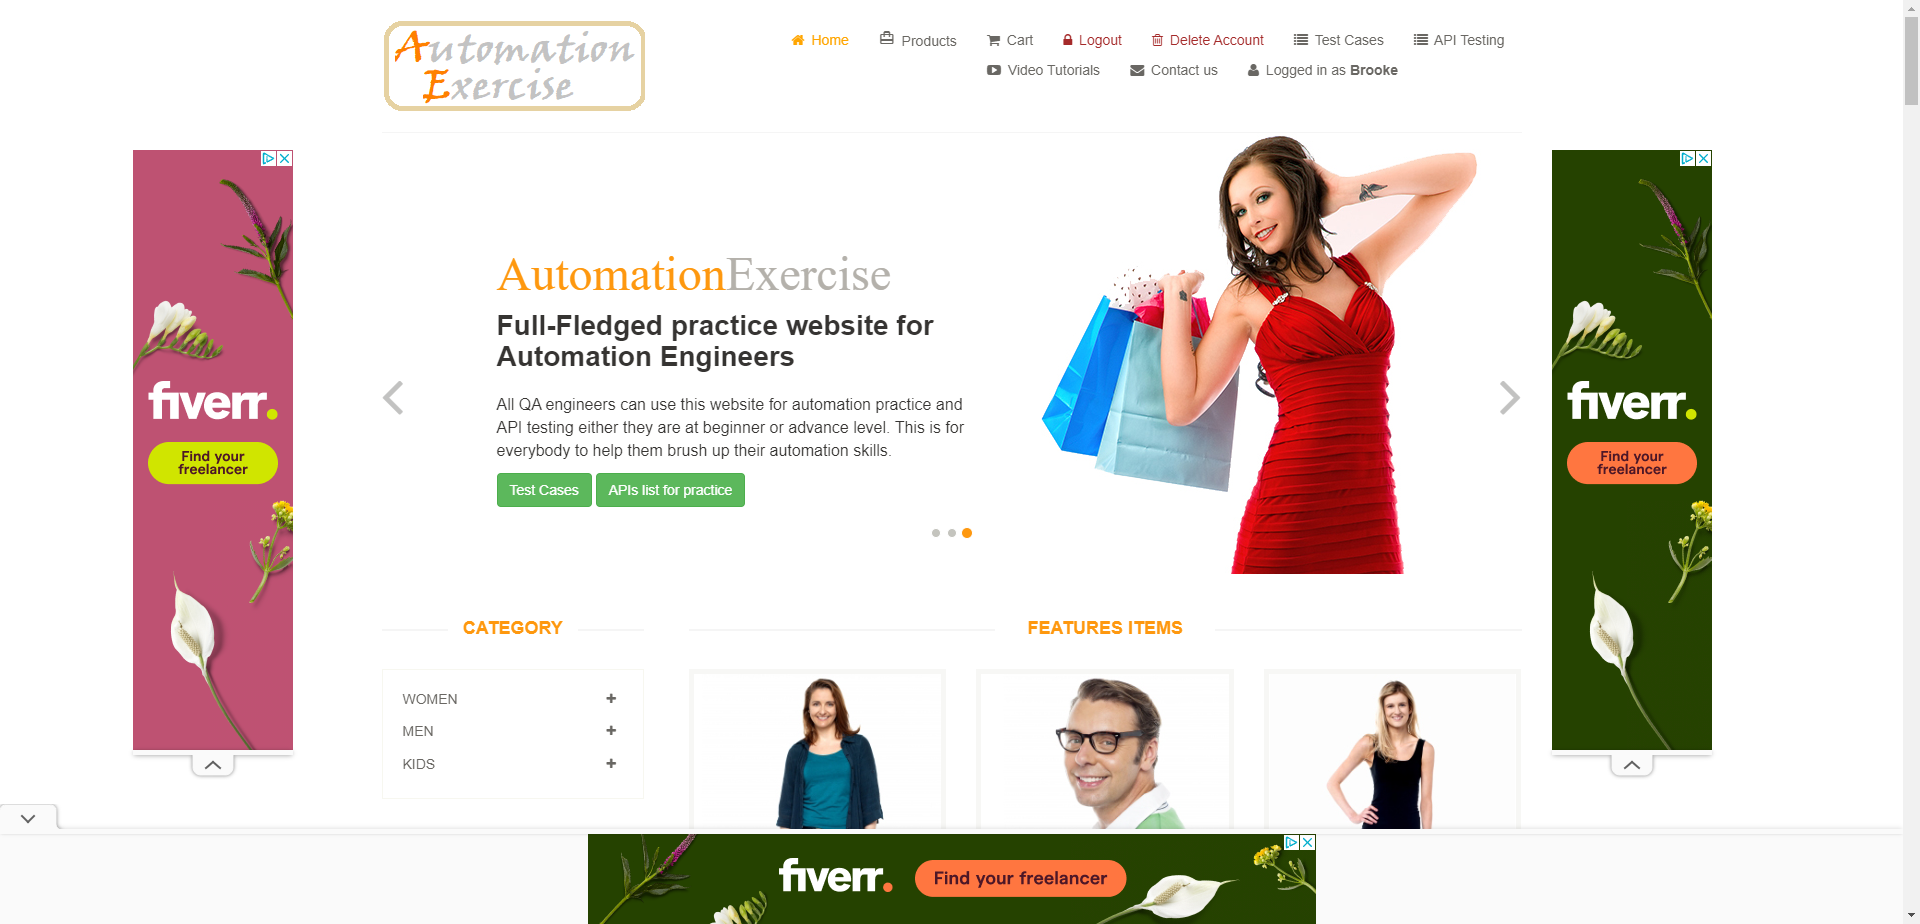 Automation
Exercise
Home
Products
Cart
Logout
Delete Account
Test Cases
API Testing
Video Tutorials
Contact us
Logged in as Brooke
fiverr.
Find your
freelancer
AutomationExercise
Full-Fledged practice website for
Automation Engineers
All QA engineers can use this website for automation practice and
API testing either they are at beginner or advance level. This is for
everybody to help them brush up their automation skills.
Test Cases
APIs list for practice
fiverr.
Find your
freelancer
CATEGORY
WOMEN
MEN
KIDS
FEATURES ITEMS
fiverr.
Find your freelancer